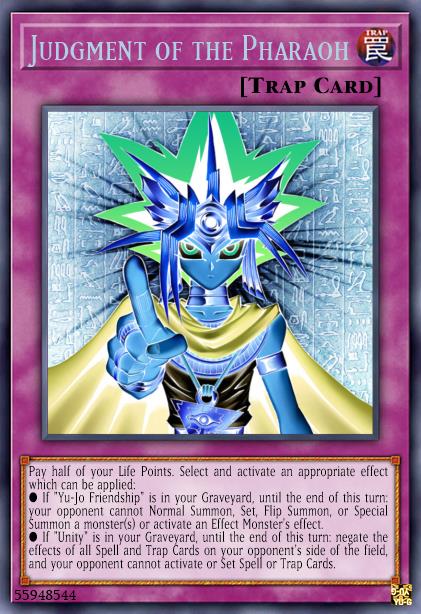 JUDGMENT OF THE PHARAOH
TRAP
罠
[TRAP CARD]
Pay half of your Life Points. Select and activate an appropriate effect
which can be applied:
● If "Yu-Jo Friendship" is in your Graveyard, until the end of this turn:
your opponent cannot Normal Summon, Set, Flip Summon, or Special
Summon a monster(s) or activate an Effect Monster's effect.
● If "Unity" is in your Graveyard, until the end of this turn: negate the
effects of all Spell and Trap Cards on your opponent's side of the field,
and your opponent cannot activate or Set Spell or Trap Cards.
55948544